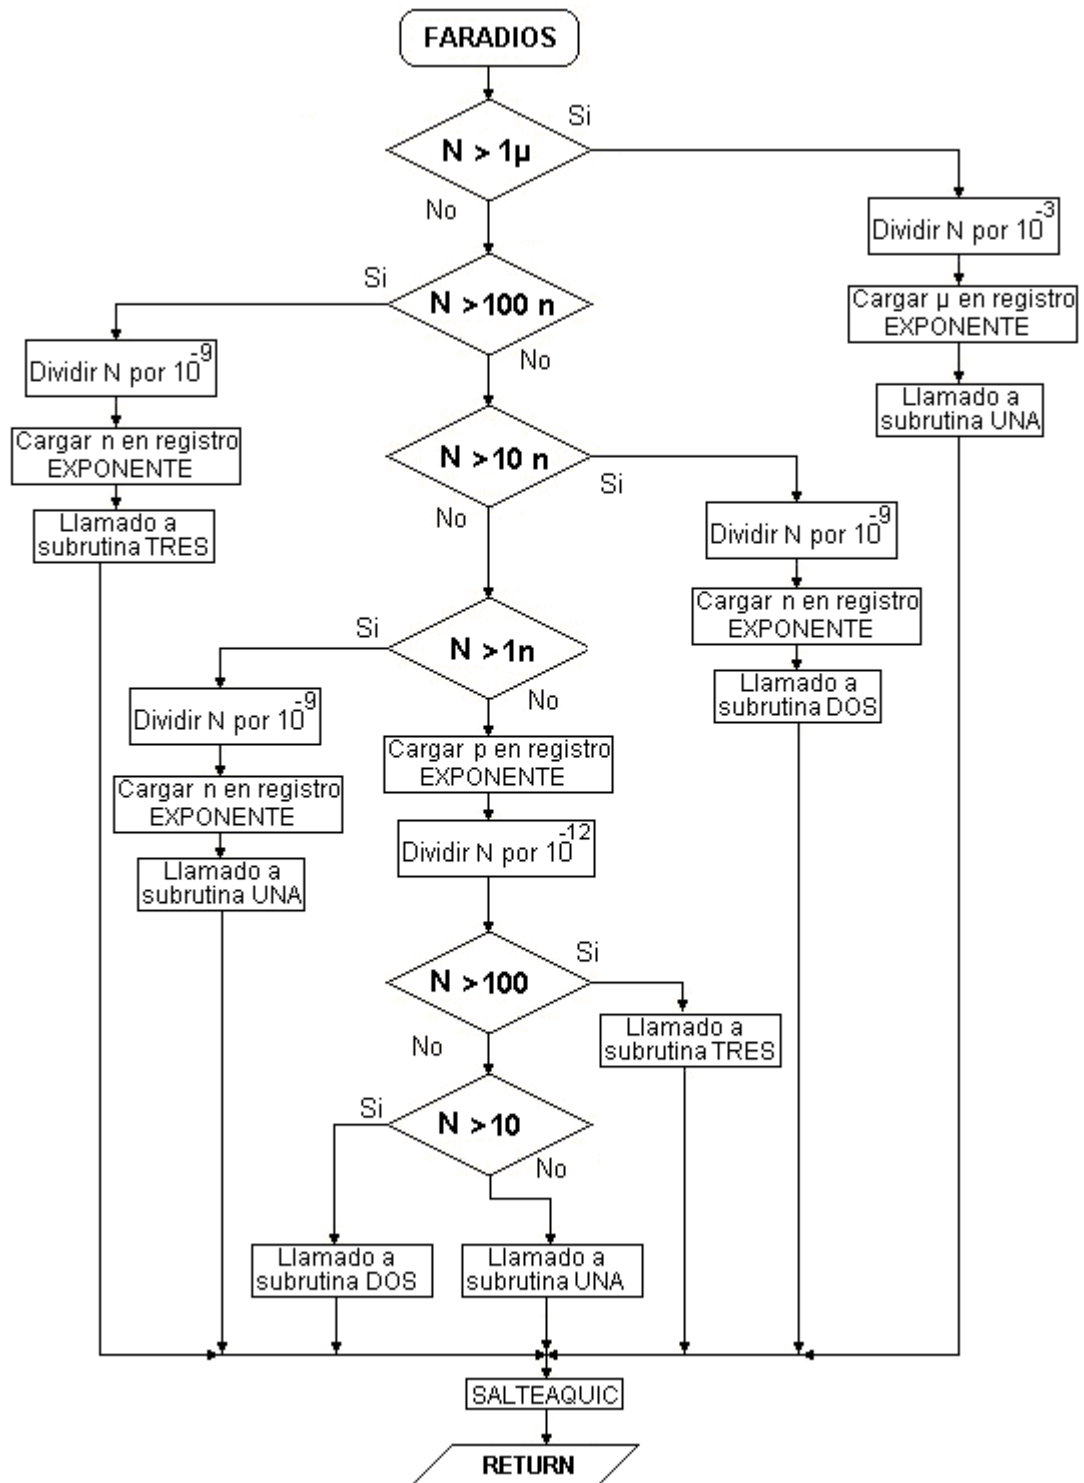 FARADIOS
Si
N > 1µ
No
Dividir N por 10^-3
Cargar µ en registro
EXPONENTE
Llamado a
subrutina UNA
Si
N >100 n
No
Dividir N por 10^-9
Cargar n en registro
EXPONENTE
Llamado a
subrutina TRES
N >10 n
Si
No
Dividir N por 10^-9
Cargar n en registro
EXPONENTE
Llamado a
subrutina DOS
Si
N >1n
No
Dividir N por 10^-9
Cargar n en registro
EXPONENTE
Llamado a
subrutina UNA
Cargar p en registro
EXPONENTE
Dividir N por 10^-12
Si
N >100
No
Llamado a
subrutina TRES
Si
N >10
No
Llamado a
subrutina DOS
Llamado a
subrutina UNA
SALTEAQUIC
RETURN